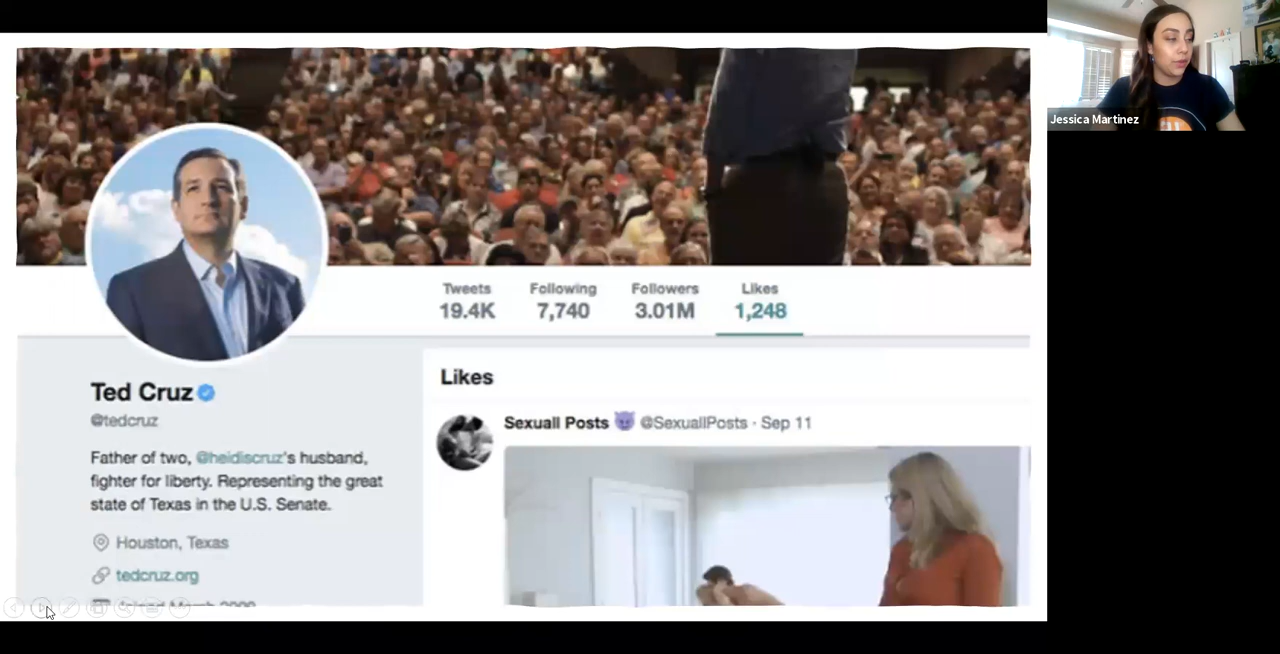 Jessica Martinez
Tweets Following Followers Likes
19.4K 7,740 3.01M 1,248
Ted Cruz
@tedcruz
Father of two, @heidiscruz's husband,
fighter for liberty. Representing the great
state of Texas in the U.S. Senate.
Houston, Texas
tedcruz.org
Likes
Sexuall Posts 😈 @SexuallPosts · Sep 11